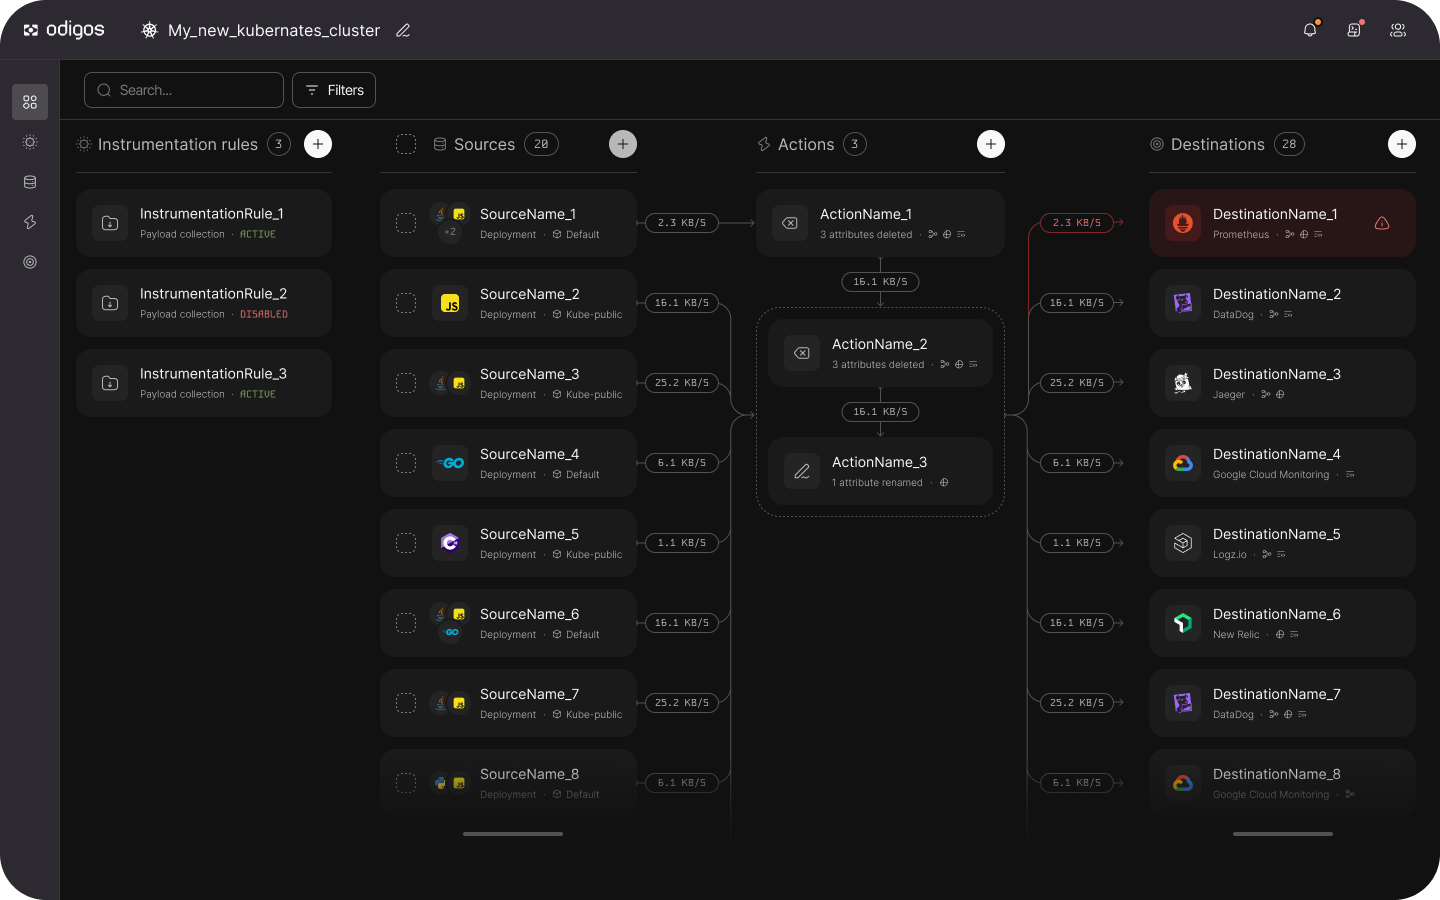 odigos
My_new_kubernates_cluster
Search...
Filters
Instrumentation rules 3
Sources 20
Actions 3
Destinations 28
InstrumentationRule_1
Payload collection · ACTIVE
InstrumentationRule_2
Payload collection · DISABLED
InstrumentationRule_3
Payload collection · ACTIVE
+2
SourceName_1
Deployment · Default
JS
SourceName_2
Deployment · Kube-public
JS
SourceName_3
Deployment · Kube-public
GO
SourceName_4
Deployment · Default
C
SourceName_5
Deployment · Kube-public
JS
GO
SourceName_6
Deployment · Default
JS
SourceName_7
Deployment · Kube-public
JS
SourceName_8
Deployment · Default
2.3 KB/S
16.1 KB/S
25.2 KB/S
6.1 KB/S
1.1 KB/S
16.1 KB/S
25.2 KB/S
6.1 KB/S
ActionName_1
3 attributes deleted ·
16.1 KB/S
ActionName_2
3 attributes deleted ·
16.1 KB/S
ActionName_3
1 attribute renamed ·
2.3 KB/S
16.1 KB/S
25.2 KB/S
6.1 KB/S
1.1 KB/S
16.1 KB/S
25.2 KB/S
6.1 KB/S
DestinationName_1
Prometheus ·
DestinationName_2
DataDog ·
DestinationName_3
Jaeger ·
DestinationName_4
Google Cloud Monitoring ·
DestinationName_5
Logz.io ·
DestinationName_6
New Relic ·
DestinationName_7
DataDog ·
DestinationName_8
Google Cloud Monitoring ·